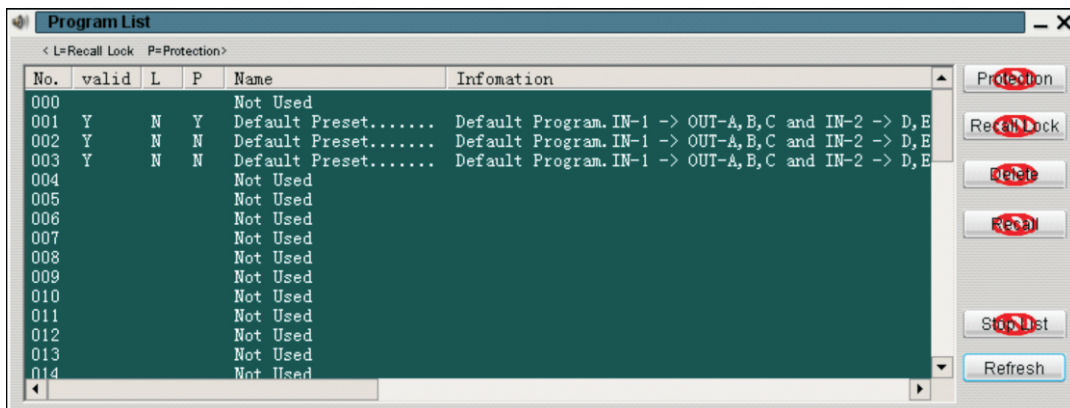 Program List
< L=Recall Lock P=Protection>
No. valid L P Name Infomation
000 Not Used
001 Y N Y Default Preset....... Default Program.IN-1 -> OUT-A,B,C and IN-2 -> D,E
002 Y N N Default Preset....... Default Program.IN-1 -> OUT-A,B,C and IN-2 -> D,E
003 Y N N Default Preset....... Default Program.IN-1 -> OUT-A,B,C and IN-2 -> D,E
004 Not Used
005 Not Used
006 Not Used
007 Not Used
008 Not Used
009 Not Used
010 Not Used
011 Not Used
012 Not Used
013 Not Used
014 Not Used
Protection
Recall Lock
Delete
Recall
Stop List
Refresh